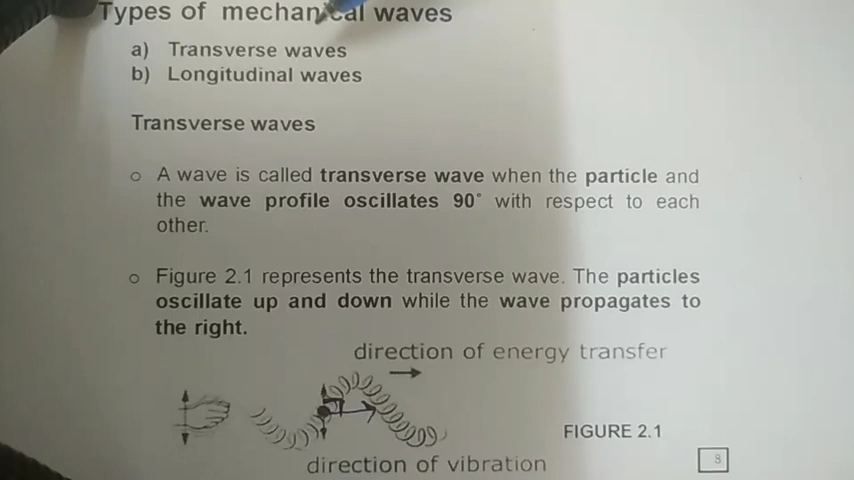 Types of mechanical waves
a) Transverse waves
b) Longitudinal waves
Transverse waves
o A wave is called transverse wave when the particle and
the wave profile oscillates 90° with respect to each
other.
o Figure 2.1 represents the transverse wave. The particles
oscillate up and down while the wave propagates to
the right.
direction of energy transfer
FIGURE 2.1
direction of vibration
8